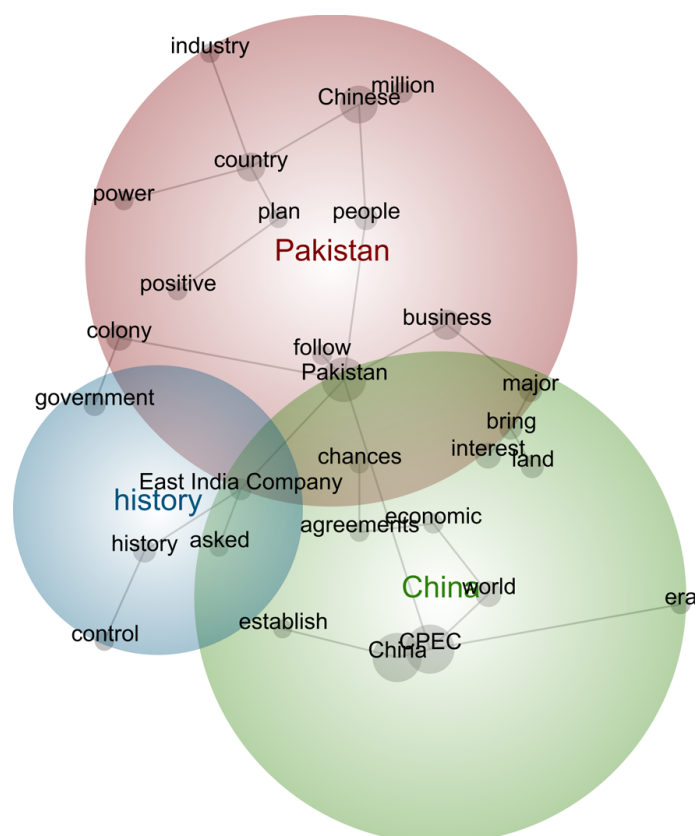 industry
million
Chinese
country
power
plan
people
Pakistan
positive
business
colony
follow
Pakistan
major
government
bring
interest
land
chances
East India Company
history
agreements
economic
history
asked
China
world
era
establish
control
CPEC
China